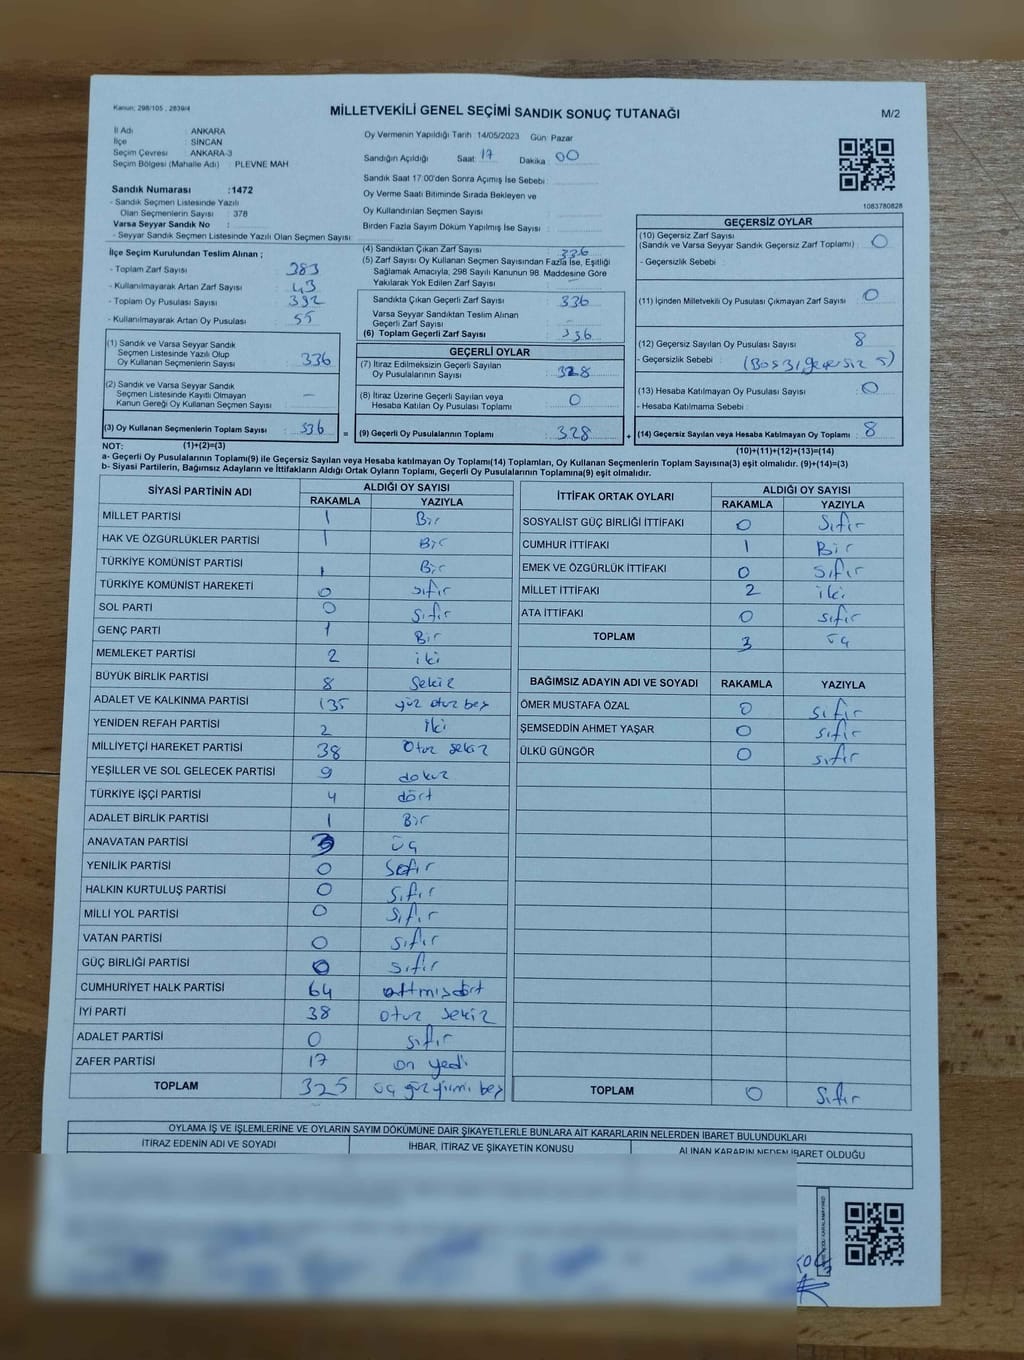 Kanun: 298/105 , 2839/4
MİLLETVEKİLİ GENEL SEÇİMİ SANDIK SONUÇ TUTANAĞI
M/2
İl Adı : ANKARA
İlçe : SİNCAN
Seçim Çevresi : ANKARA-3
Seçim Bölgesi (Mahalle Adı) : PLEVNE MAH
Oy Vermenin Yapıldığı Tarih 14/05/2023 Gün Pazar
Sandığın Açıldığı Saat : 17 Dakika : 00
Sandık Saat 17:00'den Sonra Açımış İse Sebebi :
Oy Verme Saati Bitiminde Sırada Bekleyen ve
Oy Kullandırılan Seçmen Sayısı :
Birden Fazla Sayım Döküm Yapılmış İse Sayısı :
1083780828
Sandık Numarası :1472
- Sandık Seçmen Listesinde Yazılı
Olan Seçmenlerin Sayısı : 378
Varsa Seyyar Sandık No :
- Seyyar Sandık Seçmen Listesinde Yazılı Olan Seçmen Sayısı :
İlçe Seçim Kurulundan Teslim Alınan ;
- Toplam Zarf Sayısı : 383
- Kullanılmayarak Artan Zarf Sayısı : 43
- Toplam Oy Pusulası Sayısı : 392
- Kullanılmayarak Artan Oy Pusulası : 55
(1) Sandık ve Varsa Seyyar Sandık
Seçmen Listesinde Yazılı Olup
Oy Kullanan Seçmenlerin Sayısı : 336
(2) Sandık ve Varsa Seyyar Sandık
Seçmen Listesinde Kayıtlı Olmayan
Kanun Gereği Oy Kullanan Seçmen Sayısı : -
(3) Oy Kullanan Seçmenlerin Toplam Sayısı : 336
(4) Sandıktan Çıkan Zarf Sayısı : 336
(5) Zarf Sayısı Oy Kullanan Seçmen Sayısından Fazla İse, Eşitliği
Sağlamak Amacıyla, 298 Sayılı Kanunun 98. Maddesine Göre
Yakılarak Yok Edilen Zarf Sayısı : -
Sandıkta Çıkan Geçerli Zarf Sayısı : 336
Varsa Seyyar Sandıktan Teslim Alınan
Geçerli Zarf Sayısı : -
(6) Toplam Geçerli Zarf Sayısı : 336
GEÇERLİ OYLAR
(7) İtiraz Edilmeksizin Geçerli Sayılan
Oy Pusulalarının Sayısı : 328
(8) İtiraz Üzerine Geçerli Sayılan veya
Hesaba Katılan Oy Pusulası Toplamı : 0
= (9) Geçerli Oy Pusulalarının Toplamı : 328 +
GEÇERSİZ OYLAR
(10) Geçersiz Zarf Sayısı
(Sandık ve Varsa Seyyar Sandık Geçersiz Zarf Toplamı) : 0
- Geçersizlik Sebebi :
(11) İçinden Milletvekili Oy Pusulası Çıkmayan Zarf Sayısı : 0
(12) Geçersiz Sayılan Oy Pusulası Sayısı : 8
- Geçersizlik Sebebi : (Boş 3, geçersiz 5)
(13) Hesaba Katılmayan Oy Pusulası Sayısı : 0
- Hesaba Katılmama Sebebi :
(14) Geçersiz Sayılan veya Hesaba Katılmayan Oy Toplamı : 8
NOT: (1)+(2)=(3)
(10)+(11)+(12)+(13)=(14)
a- Geçerli Oy Pusulalarının Toplamı(9) ile Geçersiz Sayılan veya Hesaba katılmayan Oy Toplamı(14) Toplamları, Oy Kullanan Seçmenlerin Toplam Sayısına(3) eşit olmalıdır. (9)+(14)=(3)
b- Siyasi Partilerin, Bağımsız Adayların ve İttifakların Aldığı Ortak Oyların Toplamı, Geçerli Oy Pusulalarının Toplamına(9) eşit olmalıdır.
SİYASİ PARTİNİN ADI ALDIĞI OY SAYISI
RAKAMLA YAZIYLA
MİLLET PARTİSİ 1 Bir
HAK VE ÖZGÜRLÜKLER PARTİSİ 1 Bir
TÜRKİYE KOMÜNİST PARTİSİ 1 Bir
TÜRKİYE KOMÜNİST HAREKETİ 0 sıfır
SOL PARTİ 0 sıfır
GENÇ PARTİ 1 Bir
MEMLEKET PARTİSİ 2 iki
BÜYÜK BİRLİK PARTİSİ 8 sekiz
ADALET VE KALKINMA PARTİSİ 135 yüz otuz beş
YENİDEN REFAH PARTİSİ 2 iki
MİLLİYETÇİ HAREKET PARTİSİ 38 otuz sekiz
YEŞİLLER VE SOL GELECEK PARTİSİ 9 dokuz
TÜRKİYE İŞÇİ PARTİSİ 4 dört
ADALET BİRLİK PARTİSİ 1 Bir
ANAVATAN PARTİSİ 3 üç
YENİLİK PARTİSİ 0 sıfır
HALKIN KURTULUŞ PARTİSİ 0 sıfır
MİLLİ YOL PARTİSİ 0 sıfır
VATAN PARTİSİ 0 sıfır
GÜÇ BİRLİĞİ PARTİSİ 0 sıfır
CUMHURİYET HALK PARTİSİ 64 altmışdört
İYİ PARTİ 38 otuz sekiz
ADALET PARTİSİ 0 sıfır
ZAFER PARTİSİ 17 on yedi
TOPLAM 325 üç yüz yirmi beş
İTTİFAK ORTAK OYLARI ALDIĞI OY SAYISI
RAKAMLA YAZIYLA
SOSYALİST GÜÇ BİRLİĞİ İTTİFAKI 0 sıfır
CUMHUR İTTİFAKI 1 Bir
EMEK VE ÖZGÜRLÜK İTTİFAKI 0 sıfır
MİLLET İTTİFAKI 2 iki
ATA İTTİFAKI 0 sıfır
TOPLAM 3 üç
BAĞIMSIZ ADAYIN ADI VE SOYADI RAKAMLA YAZIYLA
ÖMER MUSTAFA ÖZAL 0 sıfır
ŞEMSEDDİN AHMET YAŞAR 0 sıfır
ÜLKÜ GÜNGÖR 0 sıfır
TOPLAM 0 sıfır
OYLAMA İŞ VE İŞLEMLERİNE VE OYLARIN SAYIM DÖKÜMÜNE DAİR ŞİKAYETLERLE BUNLARA AİT KARARLARIN NELERDEN İBARET BULUNDUKLARI
İTİRAZ EDENİN ADI VE SOYADI İHBAR, İTİRAZ VE ŞİKAYETİN KONUSU ALINAN KARARIN NEDEN İBARET OLDUĞU